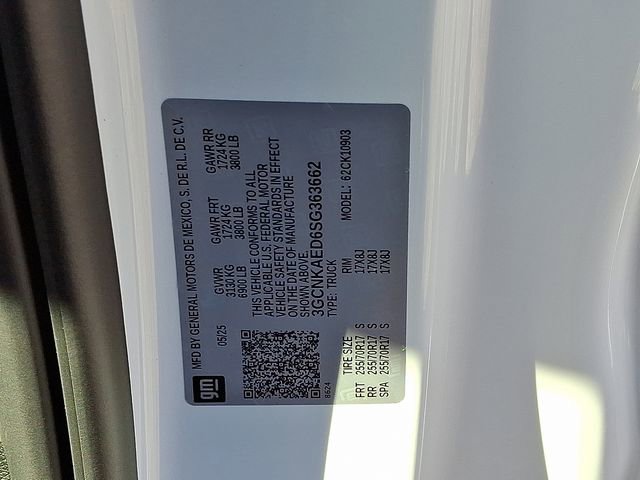 gm
MFD BY GENERAL MOTORS DE MEXICO, S. DE R.L. DE C.V.
05/25
GVWR GAWR FRT GAWR RR
3130 KG 1724 KG 1724 KG
6900 LB 3800 LB 3800 LB
THIS VEHICLE CONFORMS TO ALL
APPLICABLE U.S. FEDERAL MOTOR
VEHICLE SAFETY STANDARDS IN EFFECT
ON THE DATE OF MANUFACTURE
SHOWN ABOVE.
3GCNKAED6SG363662
TYPE: TRUCK MODEL: 62CK10903
8624
TIRE SIZE RIM
FRT 255/70R17 S 17X8J
RR 255/70R17 S 17X8J
SPA 255/70R17 S 17X8J